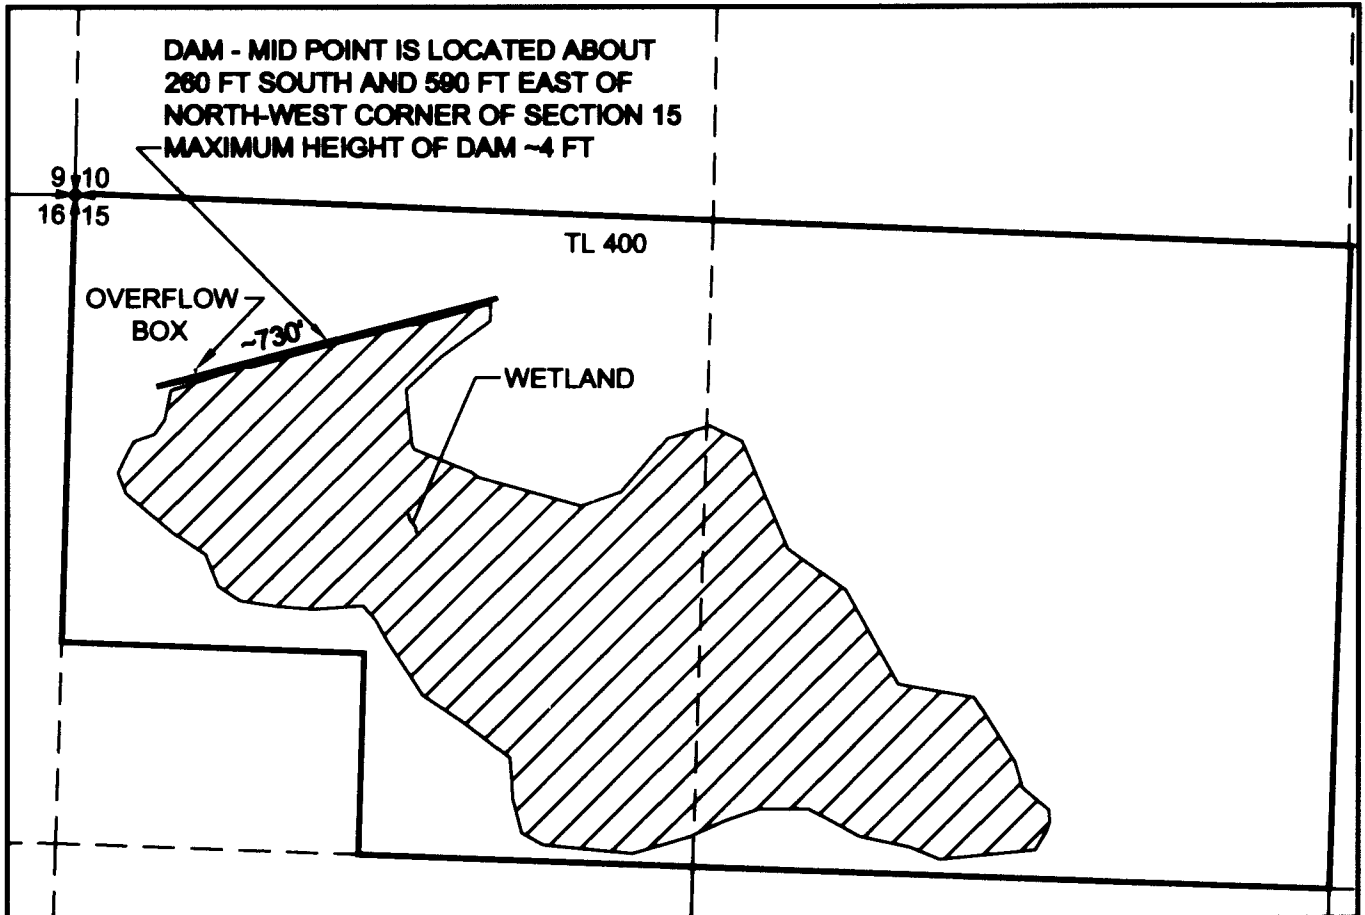 DAM - MID POINT IS LOCATED ABOUT
260 FT SOUTH AND 590 FT EAST OF
NORTH-WEST CORNER OF SECTION 15
MAXIMUM HEIGHT OF DAM ~4 FT
9 10
16 15
TL 400
OVERFLOW
BOX
~730'
WETLAND